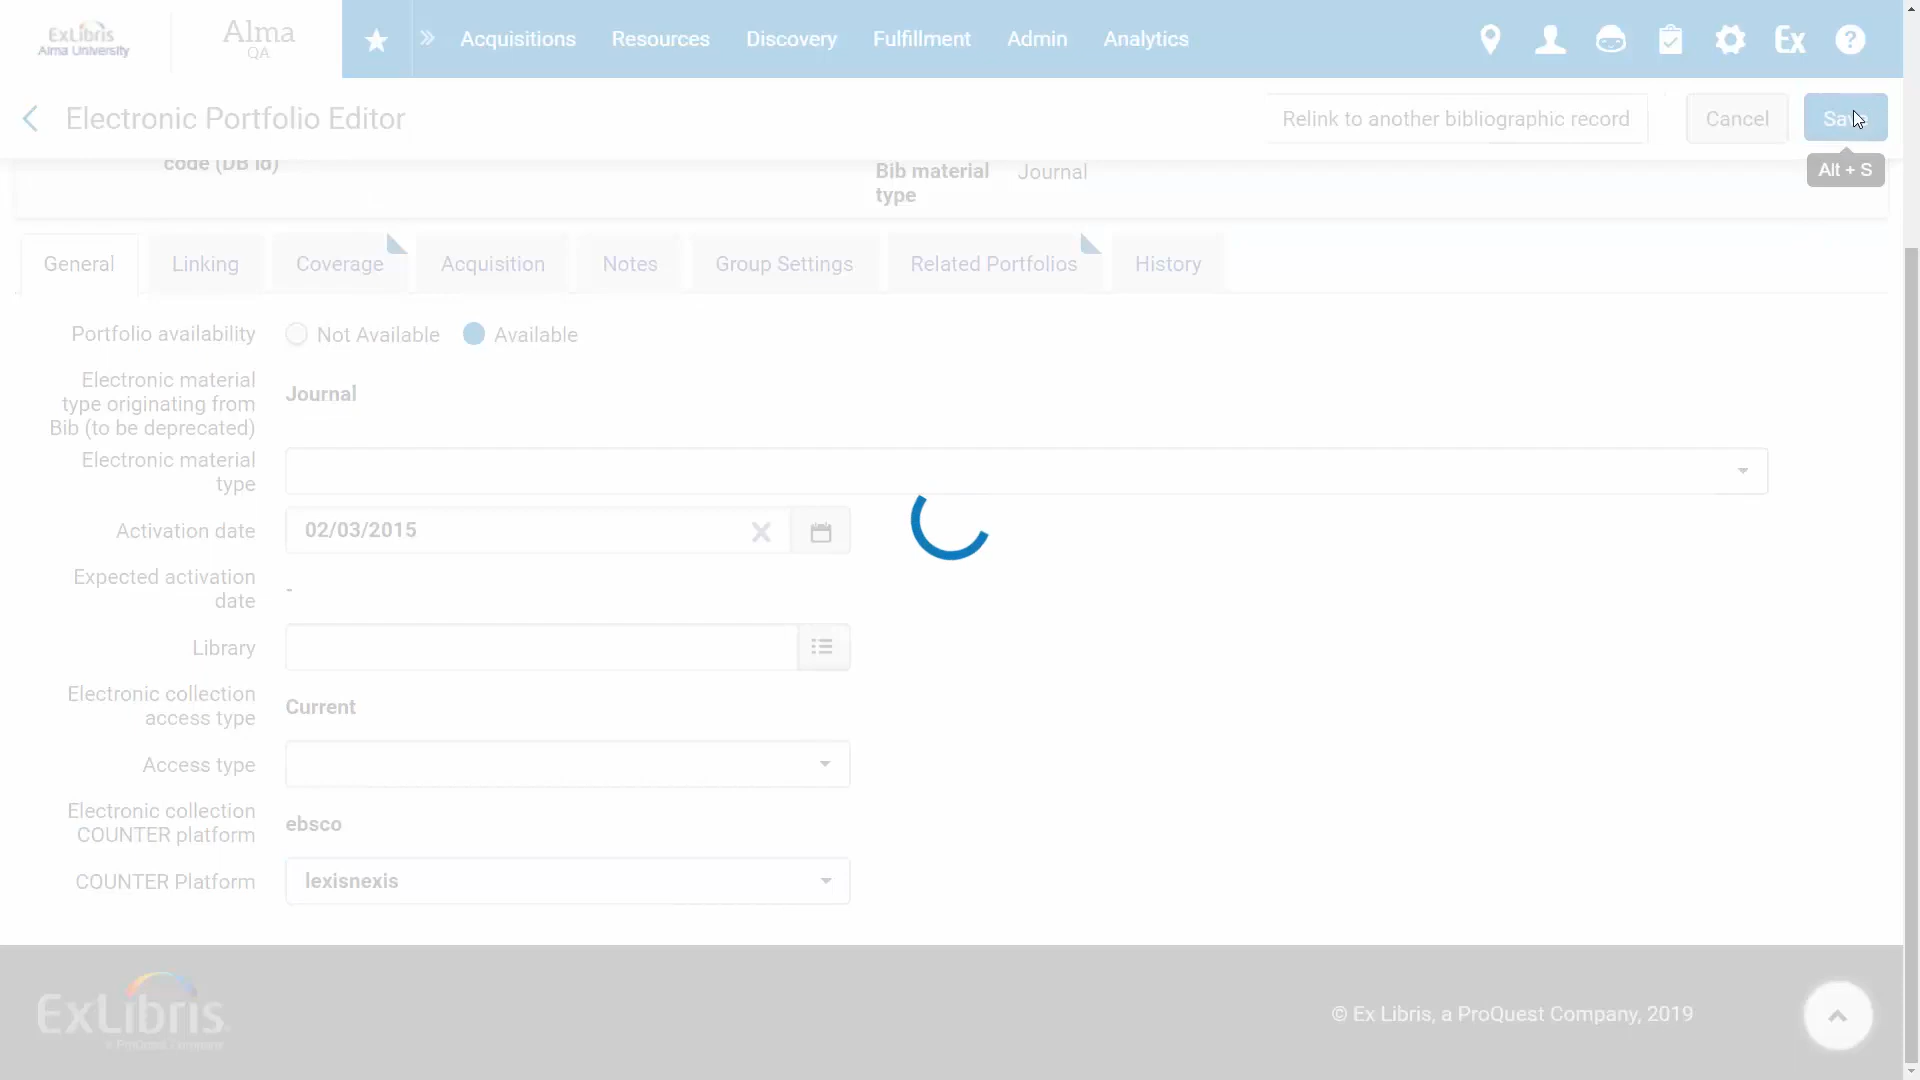 ExLibris
Alma University
Alma
QA
Acquisitions
Resources
Discovery
Fulfillment
Admin
Analytics
Ex
?
Electronic Portfolio Editor
Relink to another bibliographic record
Cancel
Save
Alt + S
code (DB id)
Bib material
type
Journal
General
Linking
Coverage
Acquisition
Notes
Group Settings
Related Portfolios
History
Portfolio availability
Not Available
Available
Electronic material
type originating from
Bib (to be deprecated)
Journal
Electronic material
type
Activation date
02/03/2015
Expected activation
date
-
Library
Electronic collection
access type
Current
Access type
Electronic collection
COUNTER platform
ebsco
COUNTER Platform
lexisnexis
ExLibris
a ProQuest Company
© Ex Libris, a ProQuest Company, 2019